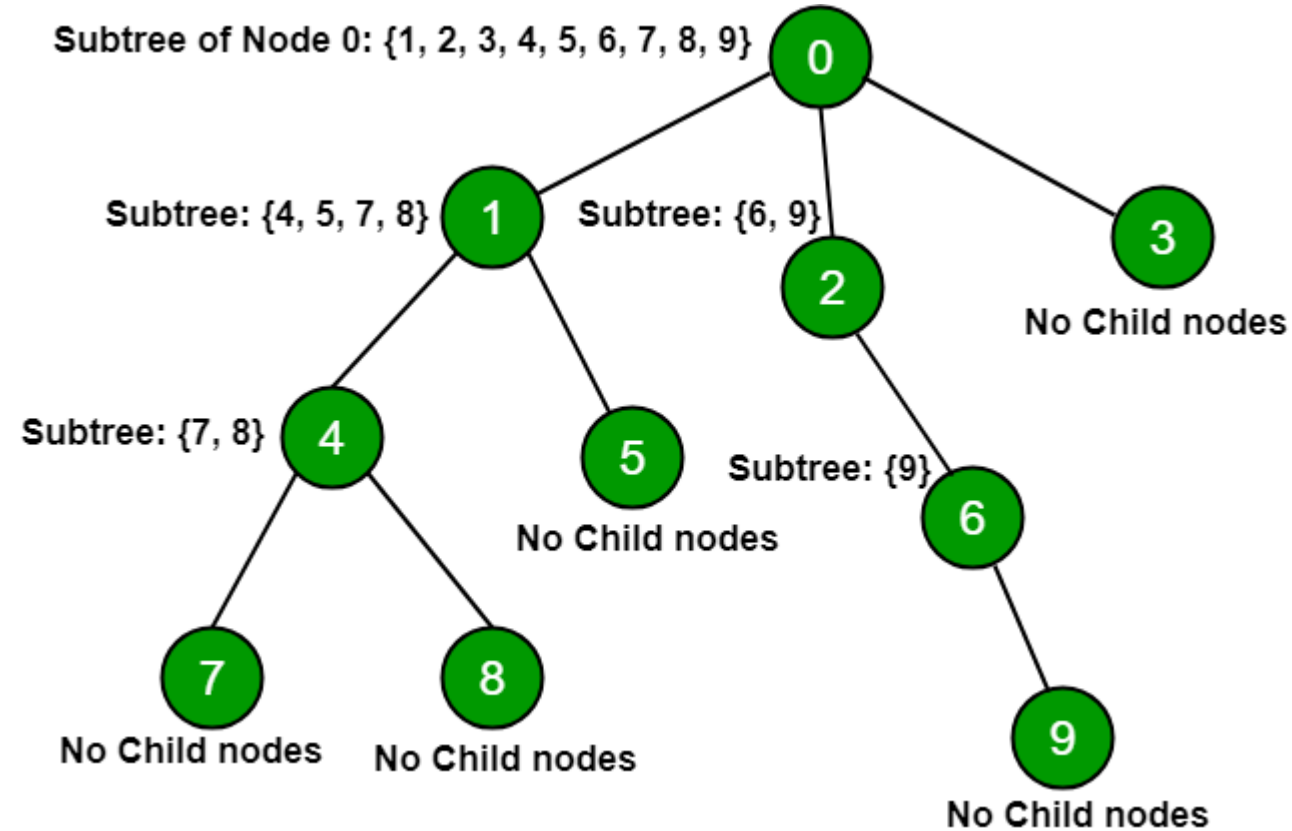 Subtree of Node 0: {1, 2, 3, 4, 5, 6, 7, 8, 9}
0
Subtree: {4, 5, 7, 8}
1
Subtree: {6, 9}
2
3
No Child nodes
Subtree: {7, 8}
4
5
No Child nodes
Subtree: {9}
6
7
No Child nodes
8
No Child nodes
9
No Child nodes